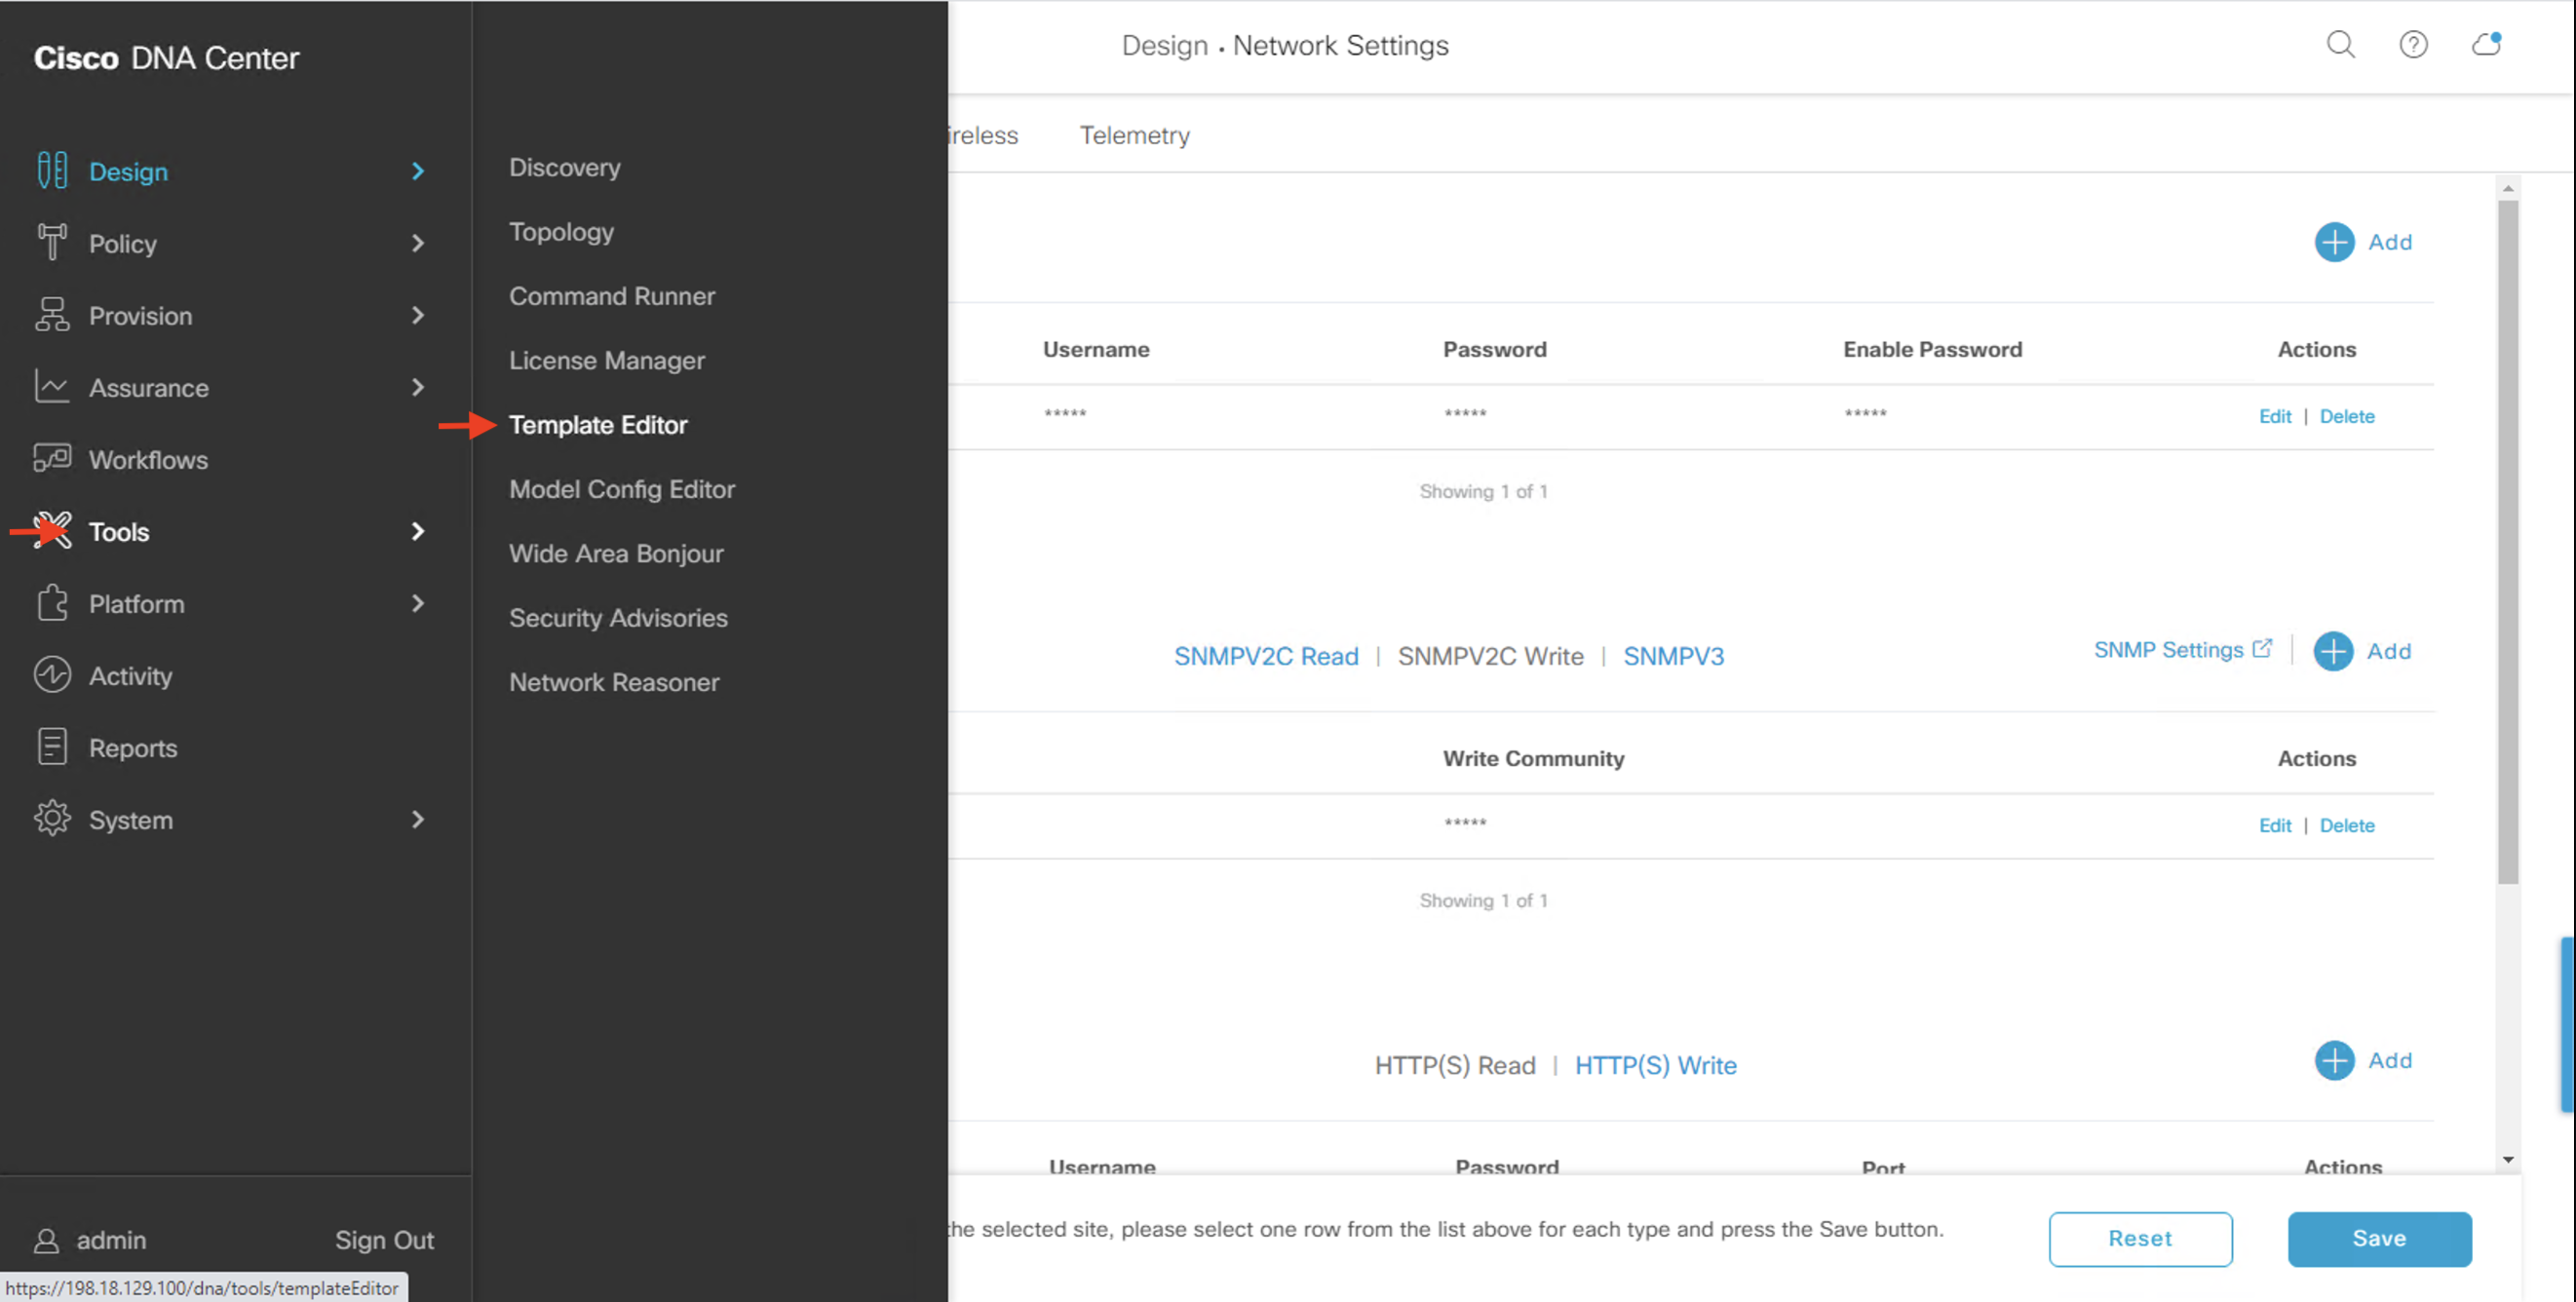 Cisco DNA Center
Design
Policy
Provision
Assurance
Workflows
Tools
Platform
Activity
Reports
System
admin
Sign Out
https://198.18.129.100/dna/tools/templateEditor
Discovery
Topology
Command Runner
License Manager
Template Editor
Model Config Editor
Wide Area Bonjour
Security Advisories
Network Reasoner
Design · Network Settings
ireless Telemetry
Add
Username Password Enable Password Actions
***** ***** ***** Edit | Delete
Showing 1 of 1
SNMPV2C Read | SNMPV2C Write | SNMPV3 SNMP Settings Add
Write Community Actions
***** Edit | Delete
Showing 1 of 1
HTTP(S) Read | HTTP(S) Write Add
Username Password Port Actions
the selected site, please select one row from the list above for each type and press the Save button.
Reset Save